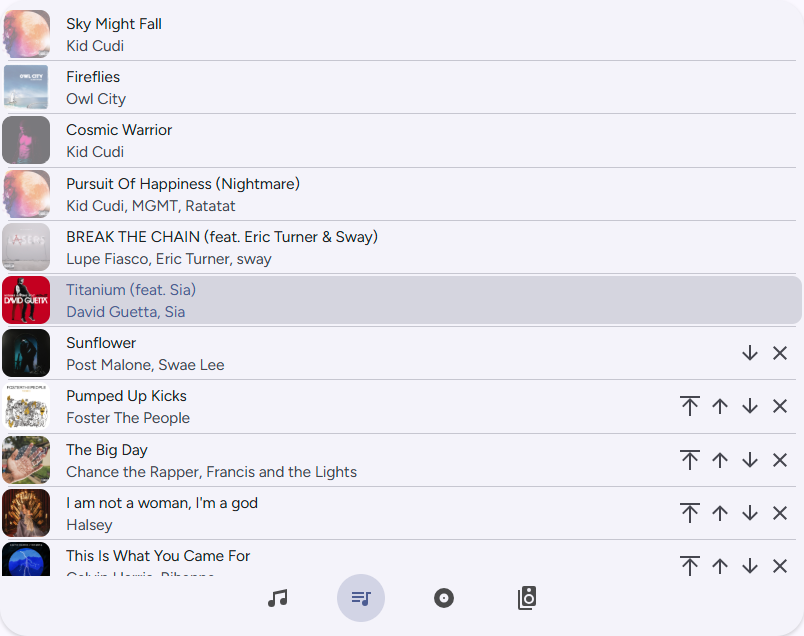 Sky Might Fall
Kid Cudi
OWL CITY
Fireflies
Owl City
Cosmic Warrior
Kid Cudi
Pursuit Of Happiness (Nightmare)
Kid Cudi, MGMT, Ratatat
BREAK THE CHAIN (feat. Eric Turner & Sway)
Lupe Fiasco, Eric Turner, sway
DAVID GUETTA
Titanium (feat. Sia)
David Guetta, Sia
Sunflower
Post Malone, Swae Lee
FOSTER THE PEOPLE
Pumped Up Kicks
Foster The People
The Big Day
Chance the Rapper, Francis and the Lights
I am not a woman, I'm a god
Halsey
This Is What You Came For
Calvin Harris, Rihanna